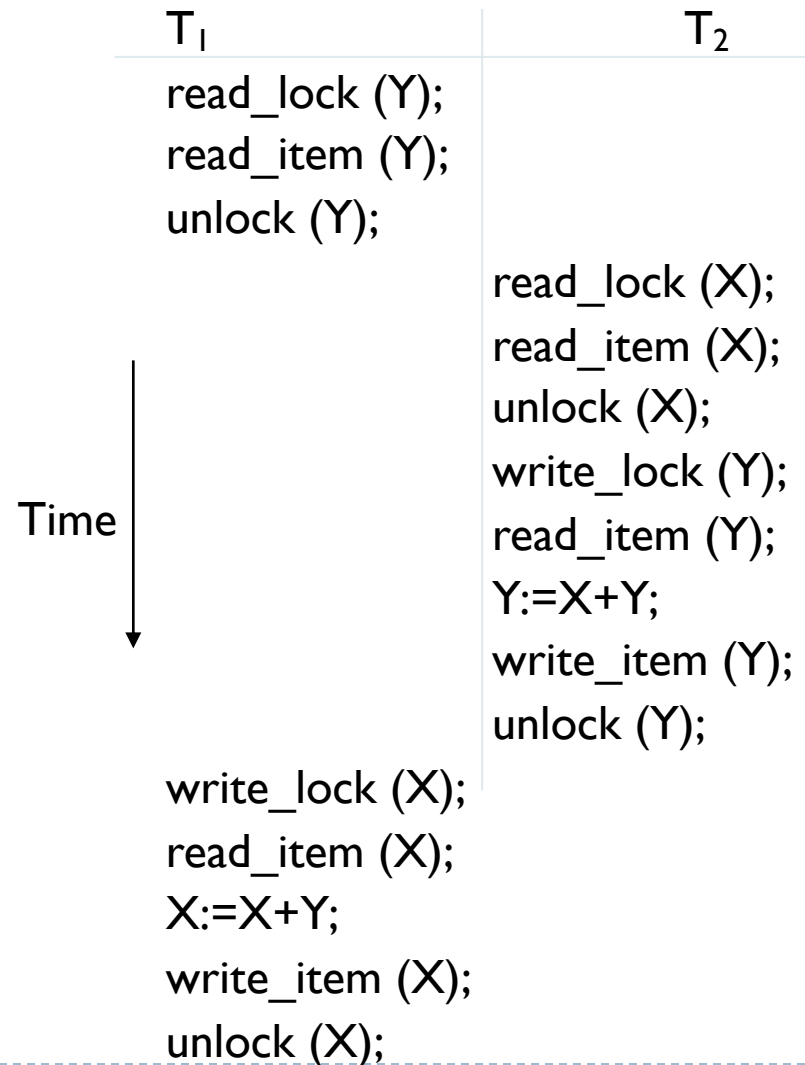 T₁ T₂
read_lock (Y);
read_item (Y);
unlock (Y);
read_lock (X);
read_item (X);
unlock (X);
write_lock (Y);
Time
read_item (Y);
Y:=X+Y;
write_item (Y);
unlock (Y);
write_lock (X);
read_item (X);
X:=X+Y;
write_item (X);
unlock (X);